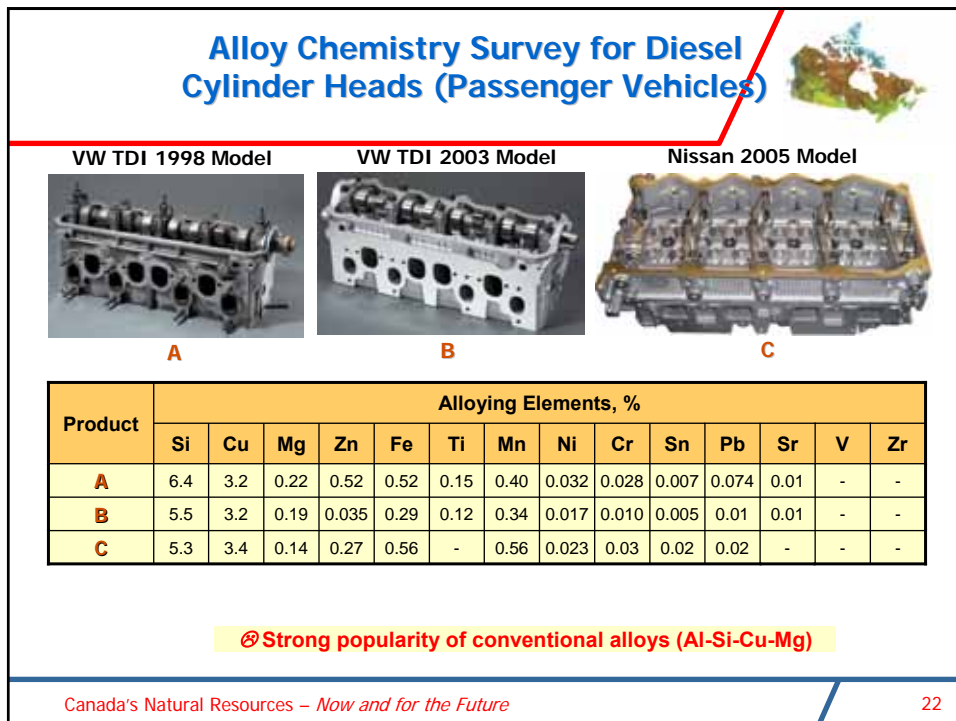 Alloy Chemistry Survey for Diesel
Cylinder Heads (Passenger Vehicles)
VW TDI 1998 Model VW TDI 2003 Model Nissan 2005 Model
A B C
Product Alloying Elements, %
Si Cu Mg Zn Fe Ti Mn Ni Cr Sn Pb Sr V Zr
A 6.4 3.2 0.22 0.52 0.52 0.15 0.40 0.032 0.028 0.007 0.074 0.01 - -
B 5.5 3.2 0.19 0.035 0.29 0.12 0.34 0.017 0.010 0.005 0.01 0.01 - -
C 5.3 3.4 0.14 0.27 0.56 - 0.56 0.023 0.03 0.02 0.02 - - -
☹ Strong popularity of conventional alloys (Al-Si-Cu-Mg)
Canada's Natural Resources – Now and for the Future 22